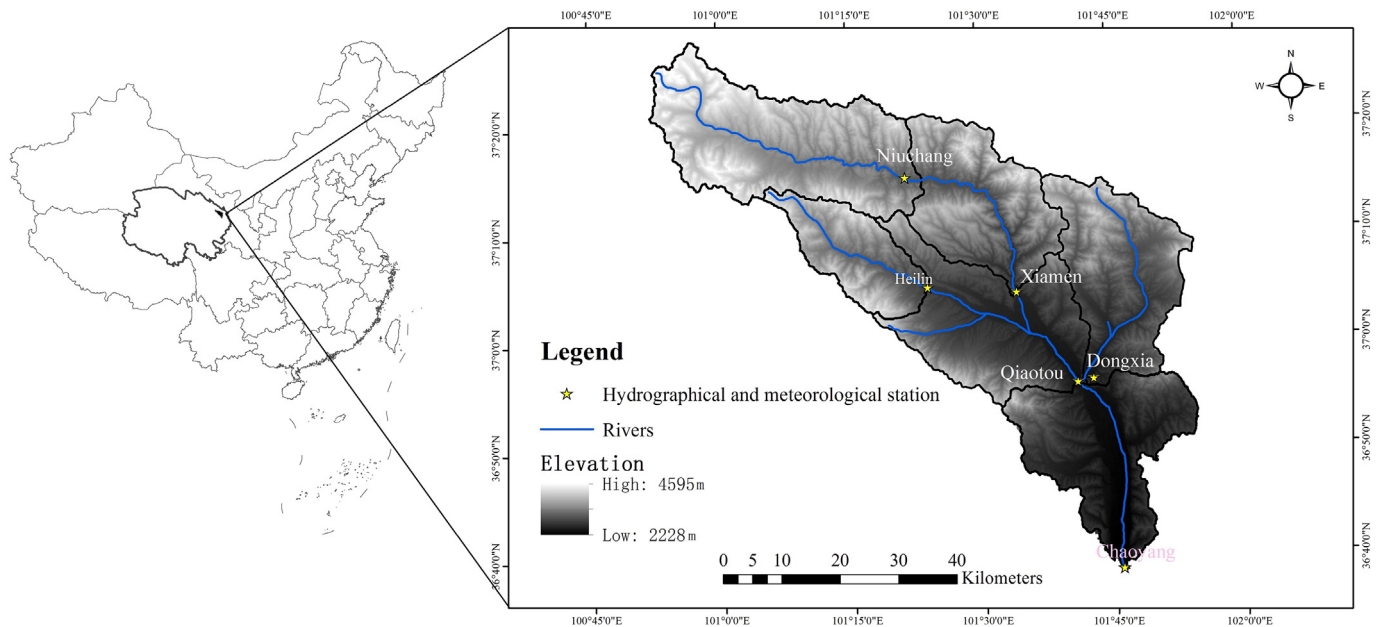 100°45'0"E 101°0'0"E 101°15'0"E 101°30'0"E 101°45'0"E 102°0'0"E
N
W E
S
37°20'0"N
37°20'0"N
Niuchang
37°10'0"N
37°10'0"N
Heilin
Xiamen
37°0'0"N
37°0'0"N
Legend
Qiaotou
Dongxia
Hydrographical and meteorological station
Rivers
Elevation
High: 4595m
Low: 2228m
36°50'0"N
36°50'0"N
36°40'0"N
36°40'0"N
Chaoyang
0 5 10 20 30 40
Kilometers
100°45'0"E 101°0'0"E 101°15'0"E 101°30'0"E 101°45'0"E 102°0'0"E